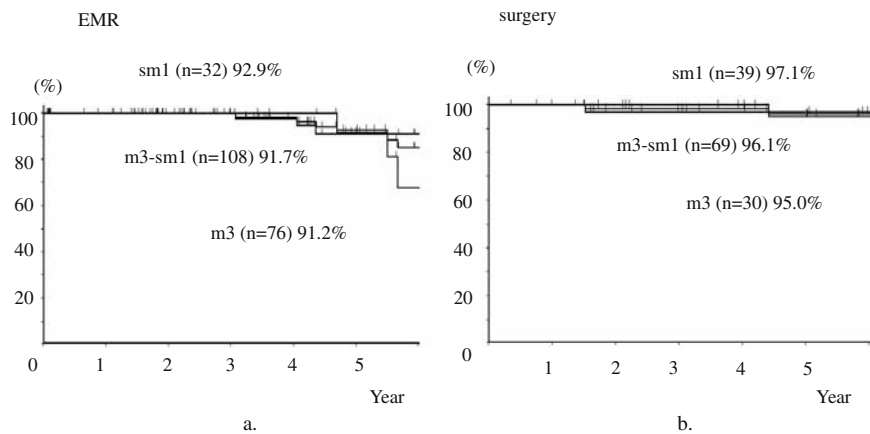 EMR
sm1 (n=32) 92.9%
(%)
100
80
60
40
20
0
m3-sm1 (n=108) 91.7%
m3 (n=76) 91.2%
1
2
3
4
5
Year
a.
surgery
sm1 (n=39) 97.1%
(%)
100
80
60
40
20
0
m3-sm1 (n=69) 96.1%
m3 (n=30) 95.0%
1
2
3
4
5
Year
b.